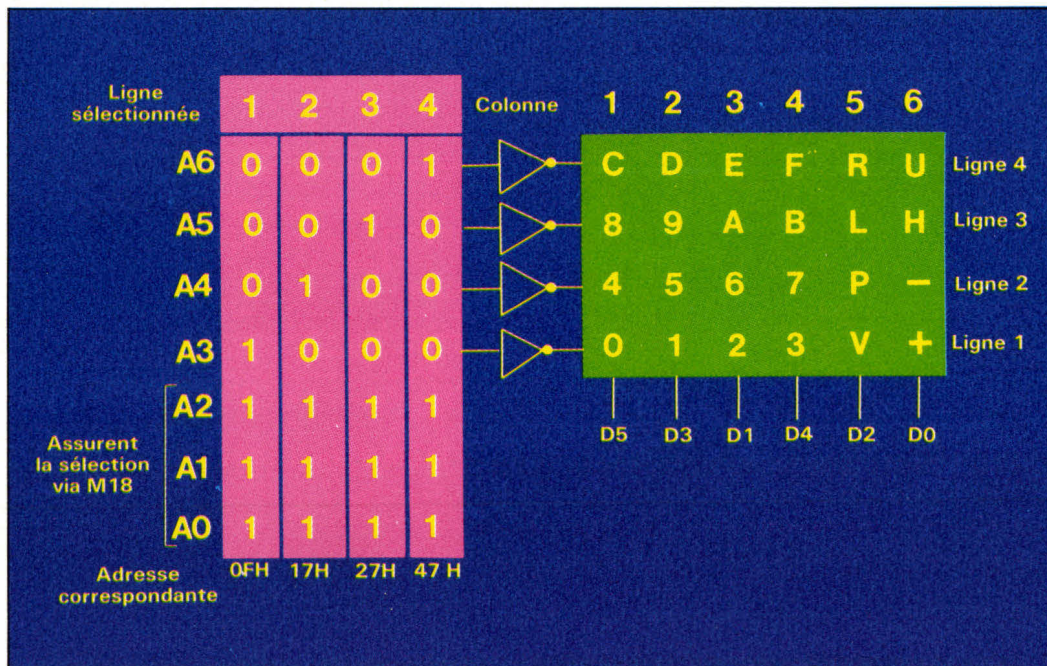 Ligne sélectionnée 1 2 3 4 Colonne 1 2 3 4 5 6
A6 0 0 0 1 C D E F R U Ligne 4
A5 0 0 1 0 8 9 A B L H Ligne 3
A4 0 1 0 0 4 5 6 7 P – Ligne 2
A3 1 0 0 0 0 1 2 3 V + Ligne 1
A2 1 1 1 1
D5 D3 D1 D4 D2 D0
Assurent
la sélection
via M18
A1 1 1 1 1
A0 1 1 1 1
Adresse
correspondante
0FH 17H 27H 47 H